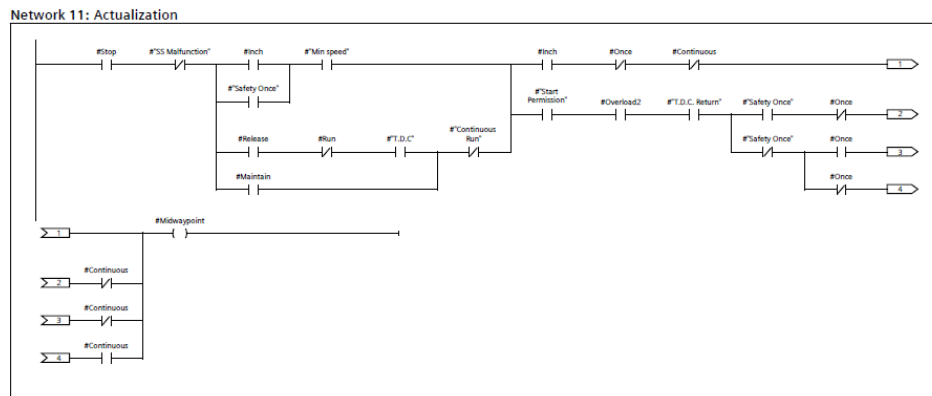 Network 11: Actualization
#Stop #"SS Malfunction" #Inch #"Min speed" #Inch #Once #Continuous
1
#"Safety Once"
#"Start
Permission" #Overload2 #"T.D.C. Return" #"Safety Once" #Once
2
#Release #Run #"T.D.C" #"Continuous
Run" #"Safety Once" #Once
3
#Maintain #Once
4
#Midwaypoint
1
#Continuous
2
#Continuous
3
#Continuous
4